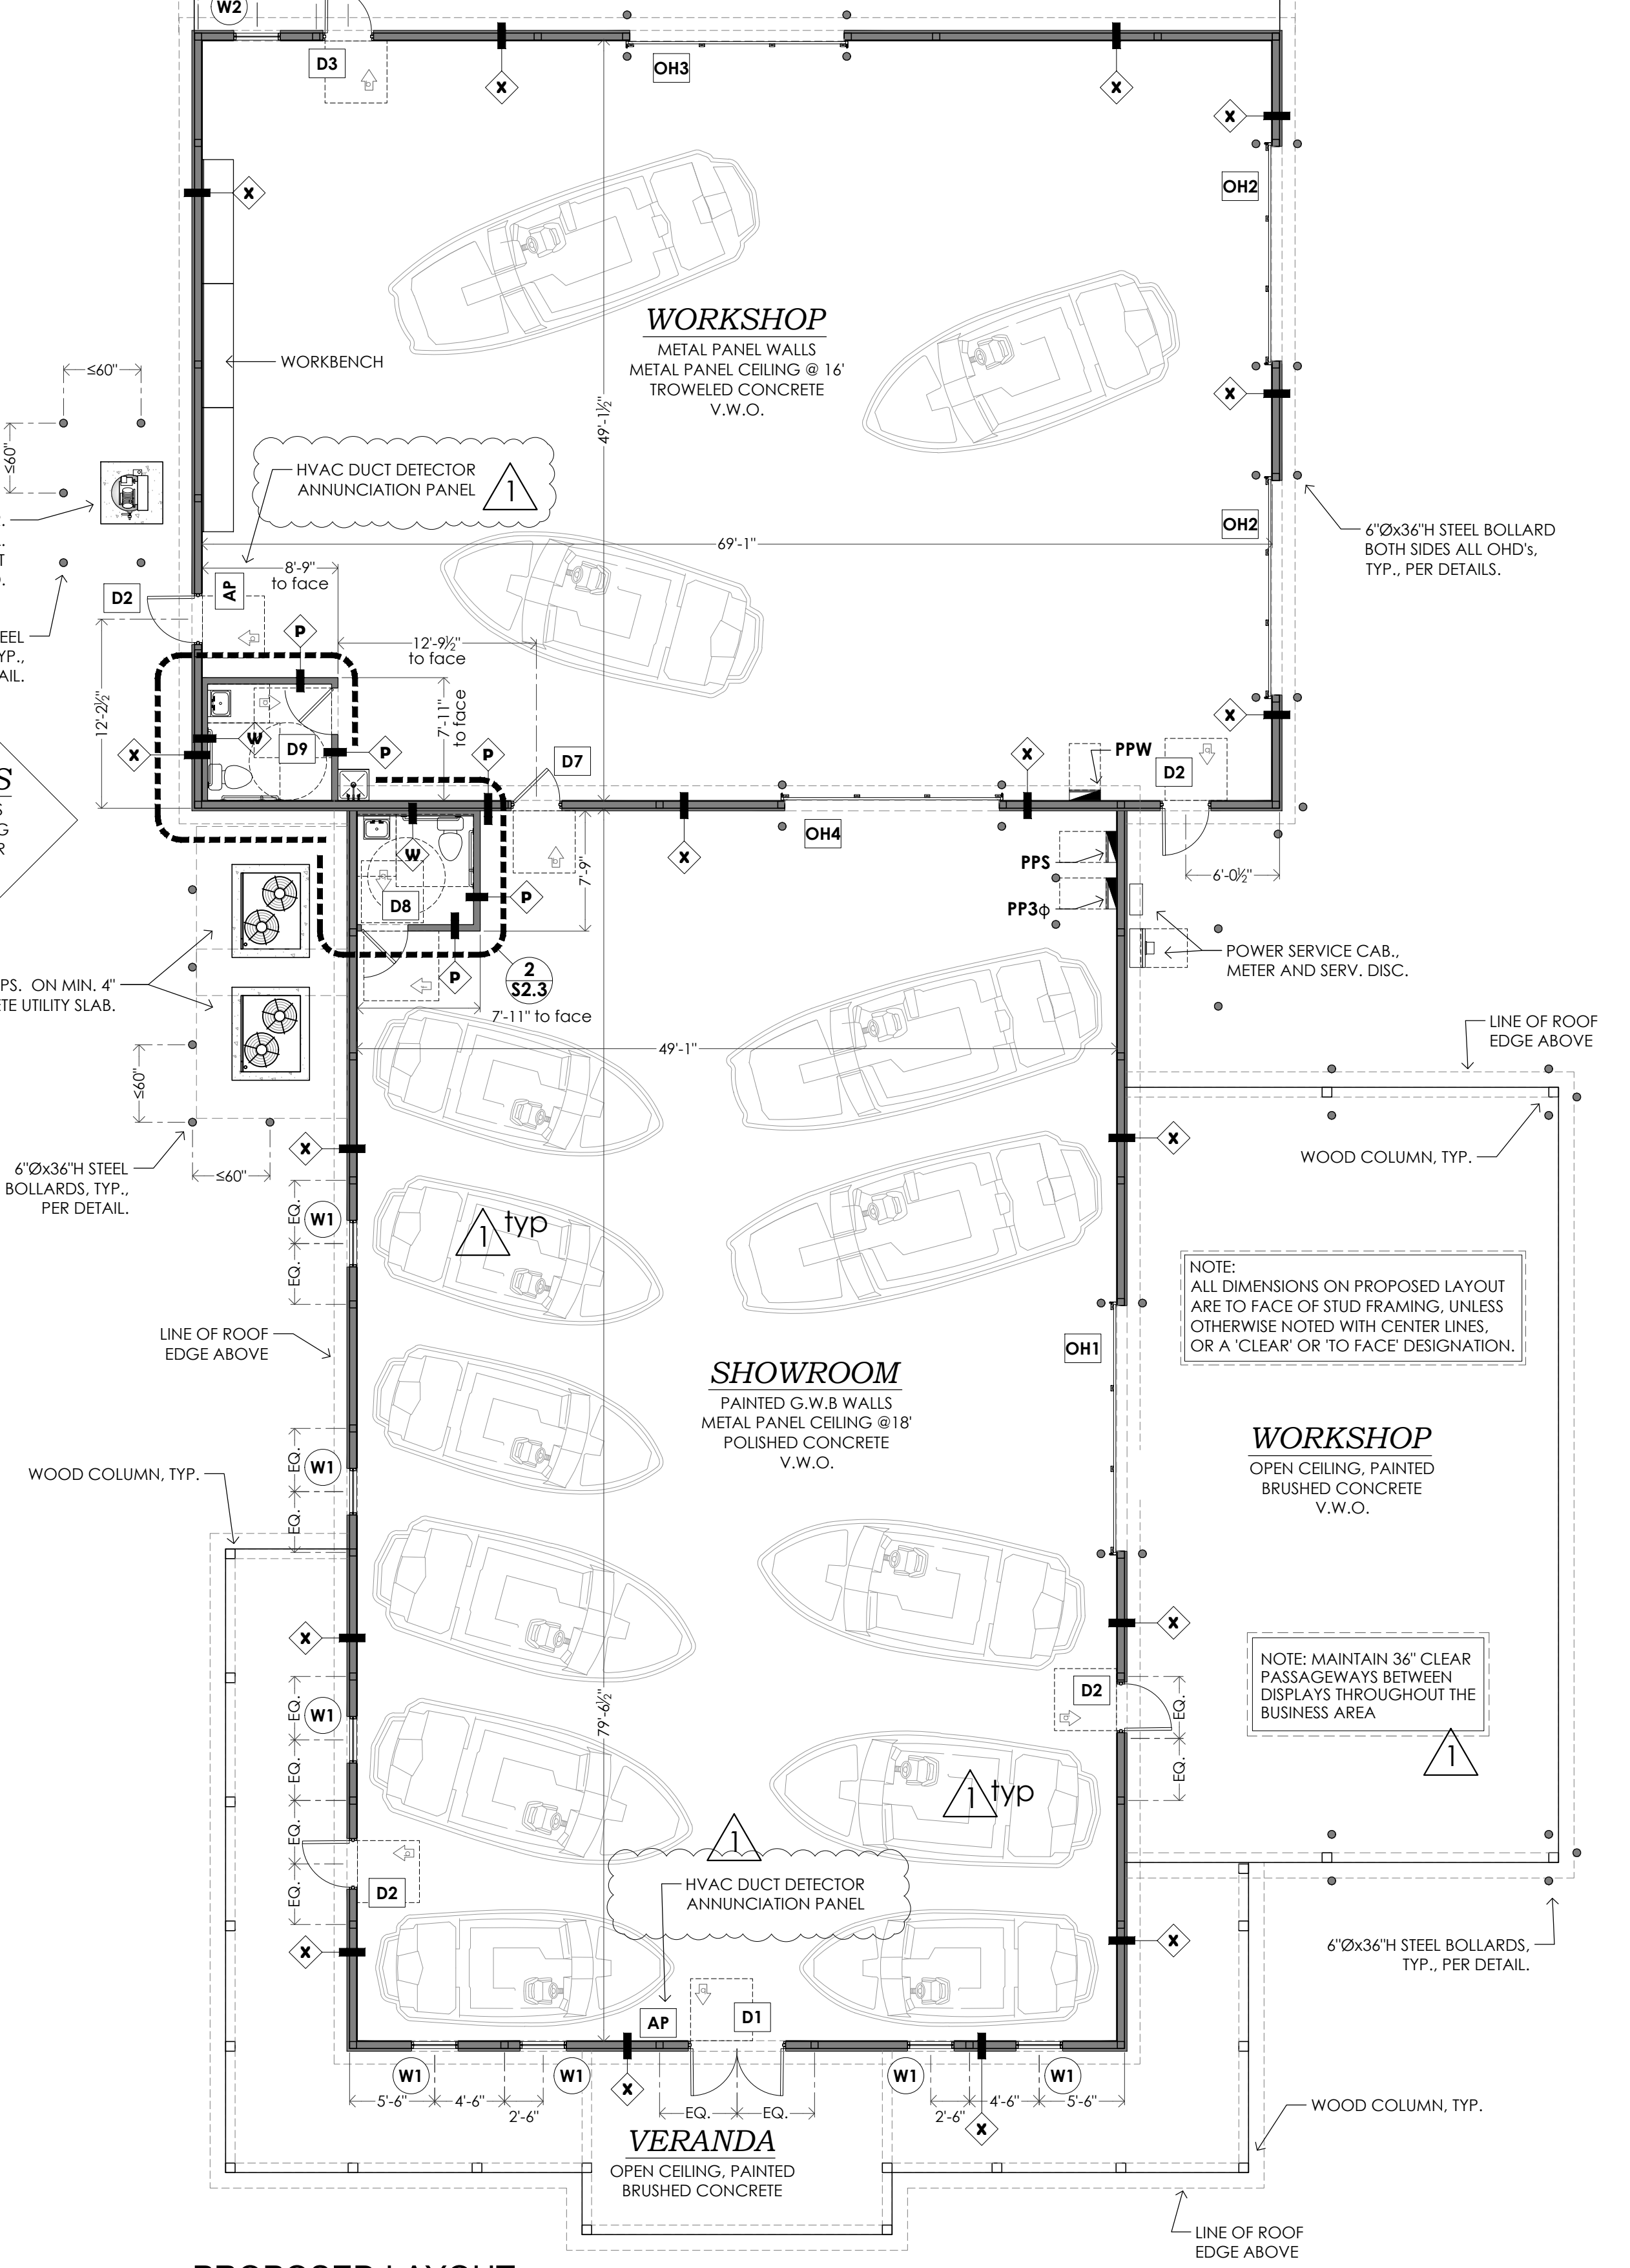 W2
D3
OH3
X
X
X
OH2
X
WORKSHOP
METAL PANEL WALLS
METAL PANEL CEILING @ 16'
TROWELED CONCRETE
V.W.O.
WORKBENCH
≤60"
≤60"
X
49'-1½"
HVAC DUCT DETECTOR
ANNUNCIATION PANEL
1
OH2
6"Øx36"H STEEL BOLLARD
BOTH SIDES ALL OHD's,
TYP., PER DETAILS.
69'-1"
8'-9"
to face
AP
D2
P
12'-9½"
to face
12'-2½"
7'-11"
to face
X
W
D9
P
P
D7
X
X
PPW
D2
OH4
X
W
D8
P
P
7'-9"
PPS
PP3ϕ
6'-0½"
POWER SERVICE CAB.,
METER AND SERV. DISC.
2
S2.3
PS. ON MIN. 4"
TE UTILITY SLAB.
7'-11" to face
49'-1"
LINE OF ROOF
EDGE ABOVE
≤60"
≤60"
X
X
WOOD COLUMN, TYP.
6"Øx36"H STEEL
BOLLARDS, TYP.,
PER DETAIL.
EQ.
EQ.
W1
1 typ
NOTE:
ALL DIMENSIONS ON PROPOSED LAYOUT
ARE TO FACE OF STUD FRAMING, UNLESS
OTHERWISE NOTED WITH CENTER LINES,
OR A 'CLEAR' OR 'TO FACE' DESIGNATION.
LINE OF ROOF
EDGE ABOVE
OH1
SHOWROOM
PAINTED G.W.B WALLS
METAL PANEL CEILING @18'
POLISHED CONCRETE
V.W.O.
WORKSHOP
OPEN CEILING, PAINTED
BRUSHED CONCRETE
V.W.O.
WOOD COLUMN, TYP.
EQ.
EQ.
W1
X
X
NOTE: MAINTAIN 36" CLEAR
PASSAGEWAYS BETWEEN
DISPLAYS THROUGHOUT THE
BUSINESS AREA
1
EQ.
EQ.
W1
79'-6½"
D2
EQ.
EQ.
1 typ
EQ.
EQ.
D2
1
HVAC DUCT DETECTOR
ANNUNCIATION PANEL
X
X
6"Øx36"H STEEL BOLLARDS,
TYP., PER DETAIL.
AP
D1
W1
W1
X
W1
W1
5'-6"
4'-6"
2'-6"
EQ.
EQ.
2'-6"
4'-6"
5'-6"
X
WOOD COLUMN, TYP.
VERANDA
OPEN CEILING, PAINTED
BRUSHED CONCRETE
LINE OF ROOF
EDGE ABOVE
PROPOSED LAYOUT